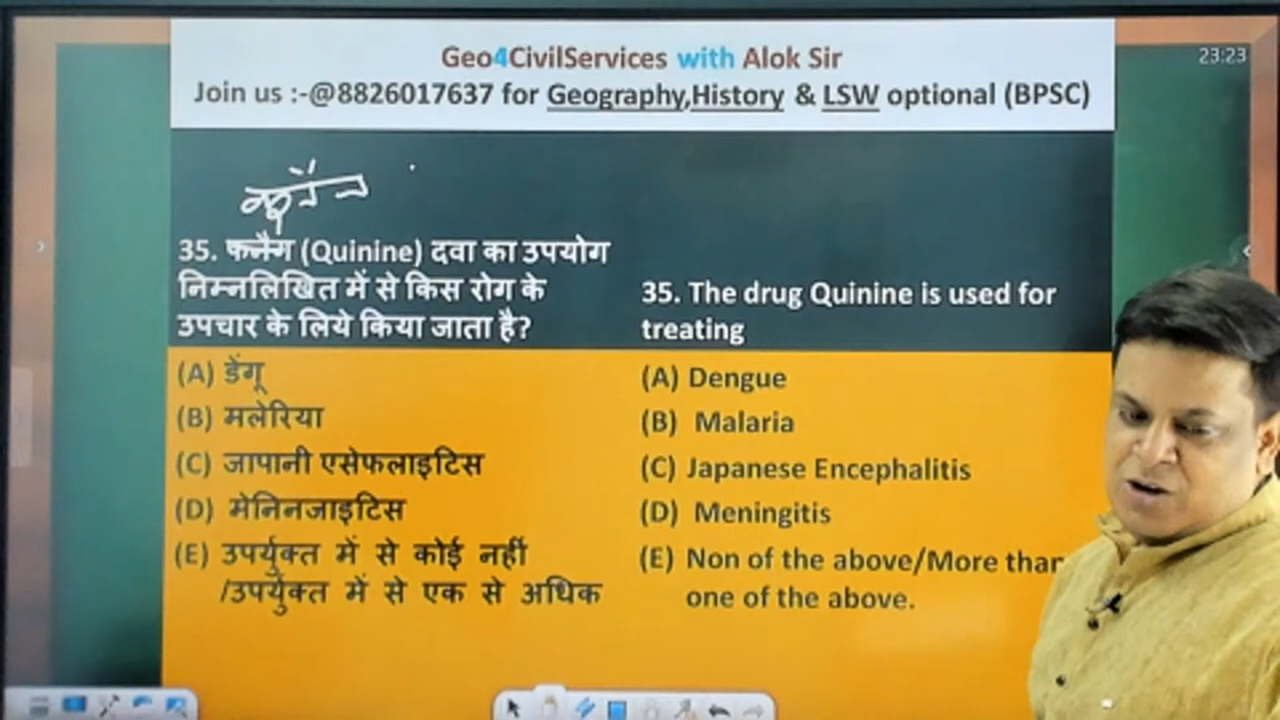 Geo4CivilServices with Alok Sir
Join us :-@8826017637 for Geography,History & LSW optional (BPSC)
23:23
कुनैन
35. फनैग (Quinine) दवा का उपयोग
निम्नलिखित में से किस रोग के
उपचार के लिये किया जाता है?
(A) डेंगू
(B) मलेरिया
(C) जापानी एसेफलाइटिस
(D) मेनिनजाइटिस
(E) उपर्युक्त में से कोई नहीं
/उपर्युक्त में से एक से अधिक
35. The drug Quinine is used for
treating
(A) Dengue
(B) Malaria
(C) Japanese Encephalitis
(D) Meningitis
(E) Non of the above/More than
one of the above.